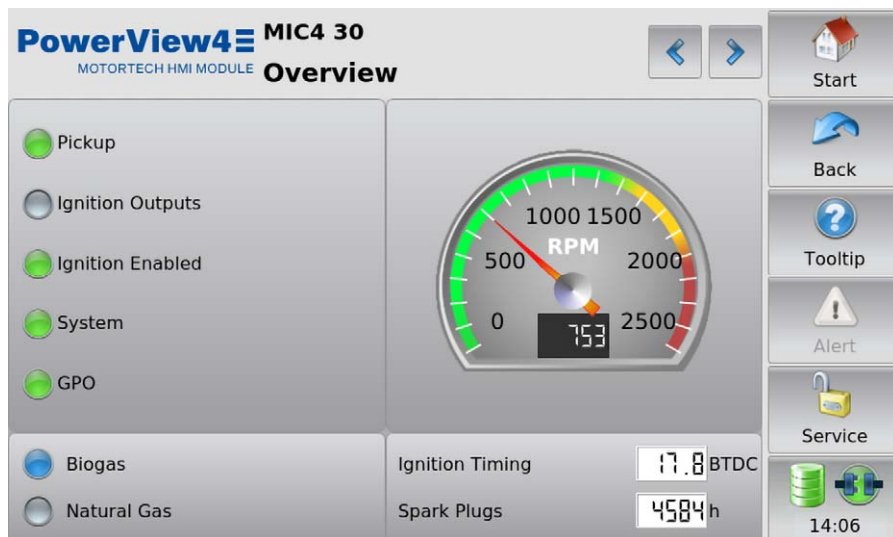 PowerView4
MOTORTECH HMI MODULE
MIC4 30
Overview
Start
Back
Tooltip
Alert
Service
14:06
Pickup
Ignition Outputs
Ignition Enabled
System
GPO
0
500
1000
1500
2000
2500
RPM
753
Biogas
Natural Gas
Ignition Timing 17.8 BTDC
Spark Plugs 4584 h